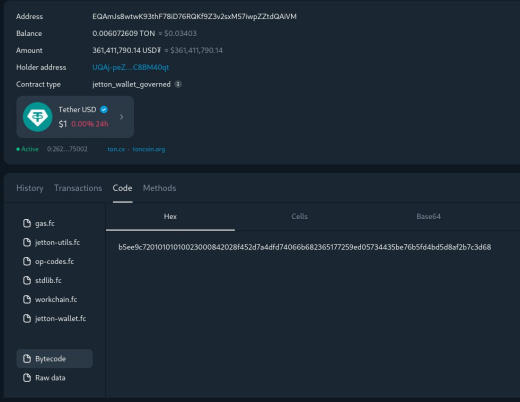 Address EQAmJs8wtwK93thF78iD76RQKf9Z3v2sxM57iwpZZtdQAiVM
Balance 0.006072609 TON ≈ $0.03403
Amount 361,411,790.14 USD₮ ≈ $361,411,790.14
Holder address UQAj-peZ...C8BM40qt
Contract type jetton_wallet_governed
Tether USD
$1 0.00% 24h
Active 0:262...75002 ton.cx · toncoin.org
History Transactions Code Methods
Hex Cells Base64
gas.fc
jetton-utils.fc
op-codes.fc
stdlib.fc
workchain.fc
jetton-wallet.fc
Bytecode
Raw data
b5ee9c72010101010023000842028f452d7a4dfd74066b682365177259ed05734435be76b5fd4bd5d8af2b7c3d68